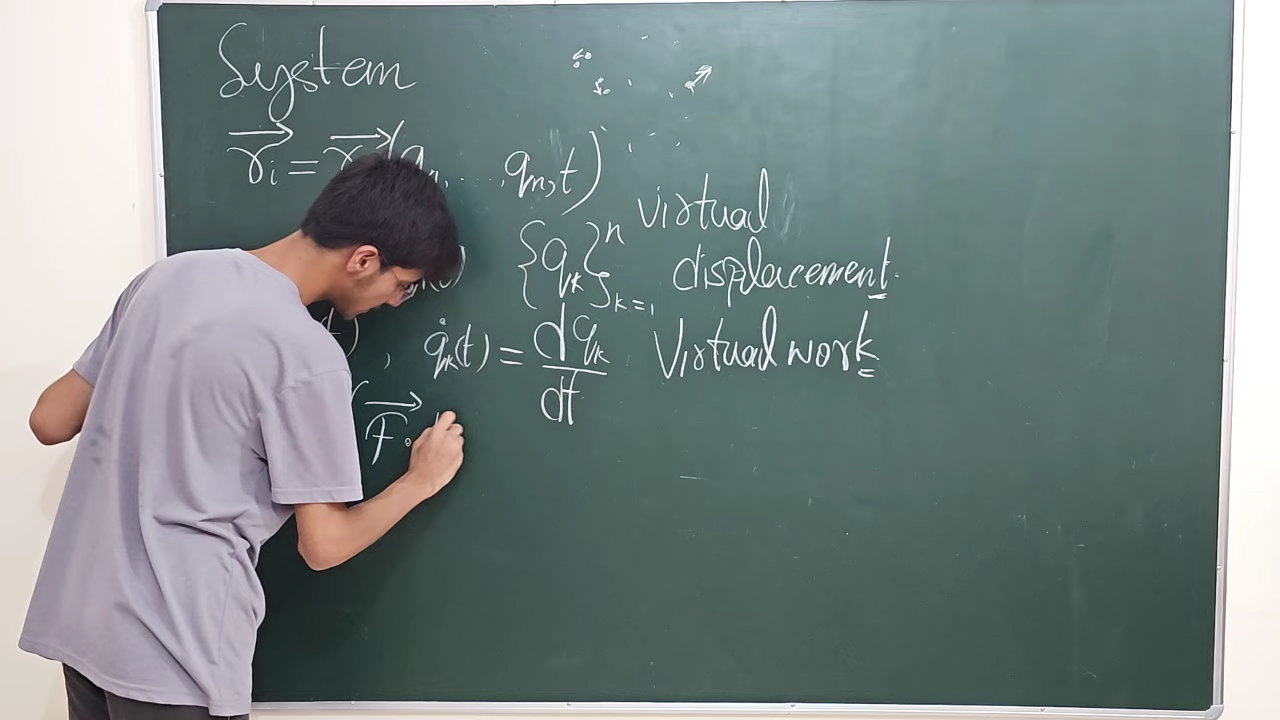 System
r⃗ᵢ = r⃗ (q₁, ..., qₙ, t)
virtual
{qₖ}ⁿₖ₌₁ displacement.
, q̇ₖ(t) = dqₖ/dt Virtual work
F⃗ .